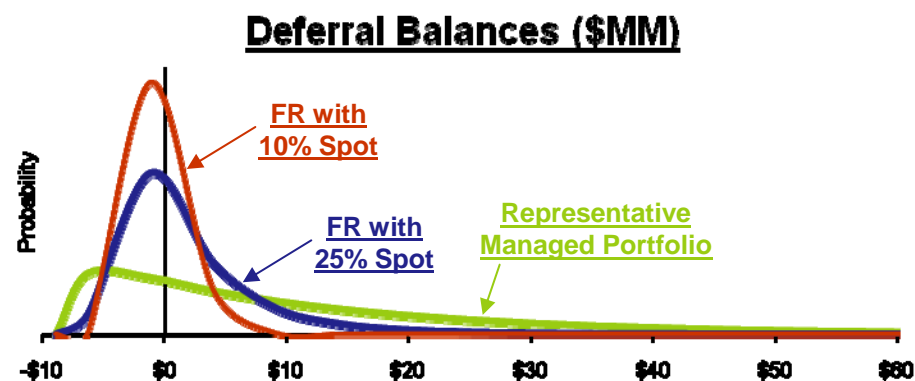 Deferral Balances ($MM)
FR with
10% Spot
Representative
Managed Portfolio
FR with
25% Spot
Probability
-$10 $0 $10 $20 $30 $40 $50 $60